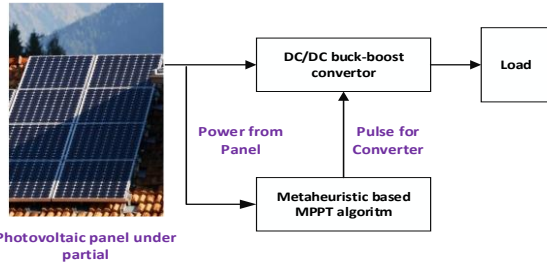 DC/DC buck-boost
convertor
Load
Power from
Panel
Pulse for
Converter
Metaheuristic based
MPPT algoritm
Photovoltaic panel under
partial